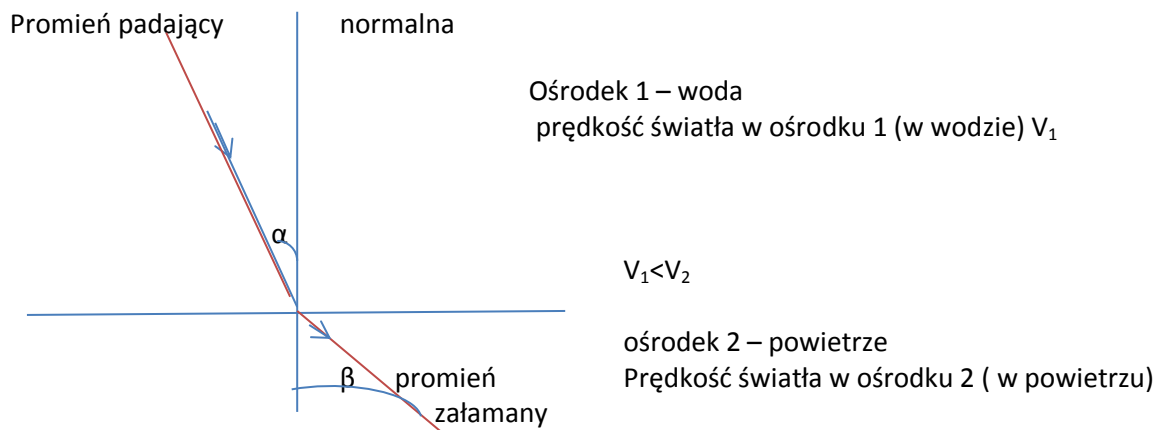 Promień padający
normalna
Ośrodek 1 – woda
prędkość światła w ośrodku 1 (w wodzie) V₁
α
V₁<V₂
ośrodek 2 – powietrze
Prędkość światła w ośrodku 2 ( w powietrzu)
β
promień
załamany